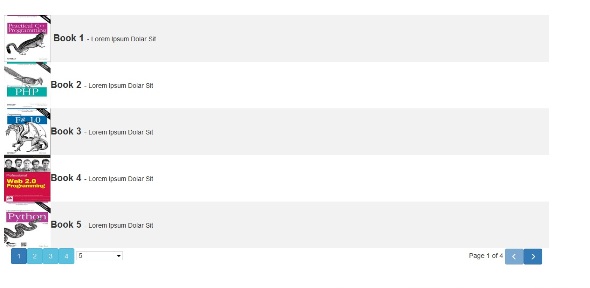 Practical C++
Programming
Book 1 - Lorem Ipsum Dolar Sit
PHP
Book 2 - Lorem Ipsum Dolar Sit
F# 1.0
Book 3 - Lorem Ipsum Dolar Sit
Professional
Web 2.0
Programming
Book 4 - Lorem Ipsum Dolar Sit
Python
Book 5 - Lorem Ipsum Dolar Sit
1 2 3 4 5 Page 1 of 4